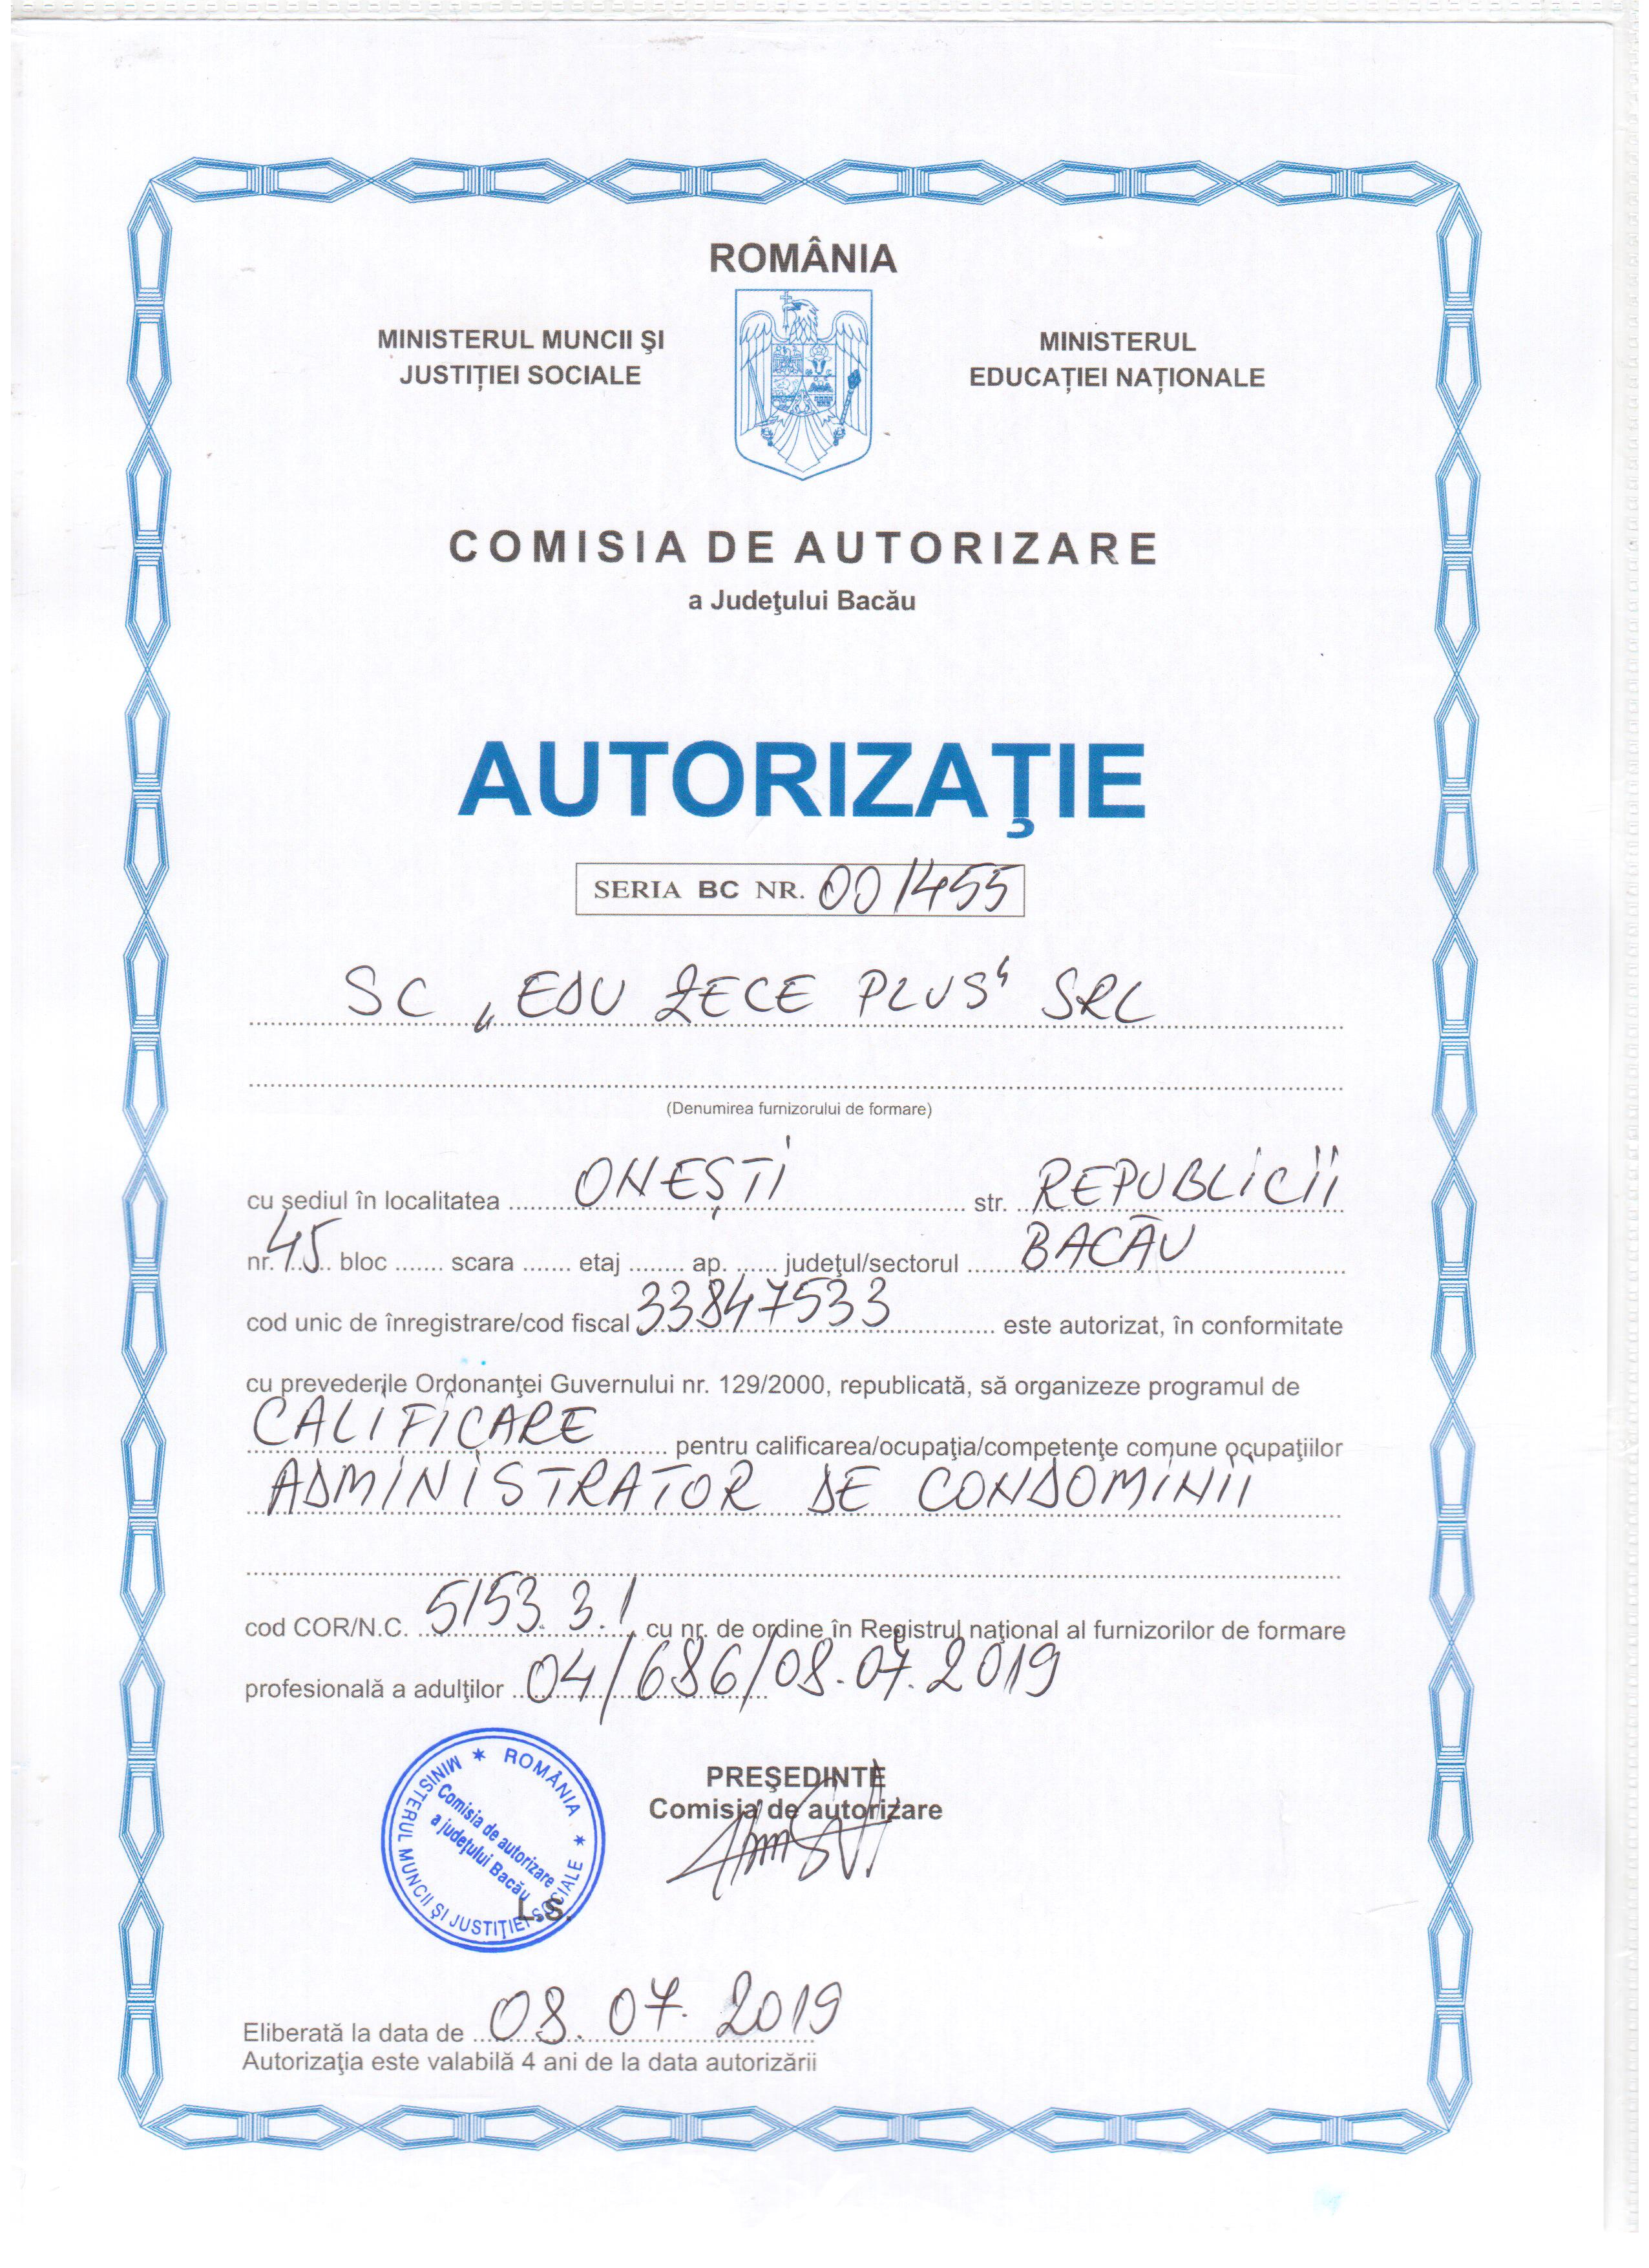 ROMÂNIA
MINISTERUL MUNCII ŞI
JUSTIȚIEI SOCIALE
MINISTERUL
EDUCAȚIEI NAȚIONALE
COMISIA DE AUTORIZARE
a Judeţului Bacău
AUTORIZAŢIE
SERIA BC NR. 001455
SC „EDU ZECE PLUS" SRL
(Denumirea furnizorului de formare)
cu sediul în localitatea ONEȘTI str. REPUBLICII
nr. 45 bloc ....... scara ....... etaj ........ ap. ...... judeţul/sectorul BACĂU
cod unic de înregistrare/cod fiscal 33847533 este autorizat, în conformitate
cu prevederile Ordonanţei Guvernului nr. 129/2000, republicată, să organizeze programul de
CALIFICARE pentru calificarea/ocupaţia/competenţe comune ocupaţiilor
ADMINISTRATOR DE CONDOMINII
cod COR/N.C. 5153.3.1 cu nr. de ordine în Registrul naţional al furnizorilor de formare
profesională a adulţilor 04/686/08.07.2019
ROMÂNIA * MINISTERUL MUNCII ŞI JUSTIŢIEI SOCIALE *
Comisia de autorizare
a judeţului Bacău
L.S.
PREŞEDINTE
Comisia de autorizare
Eliberată la data de 08.07.2019
Autorizaţia este valabilă 4 ani de la data autorizării